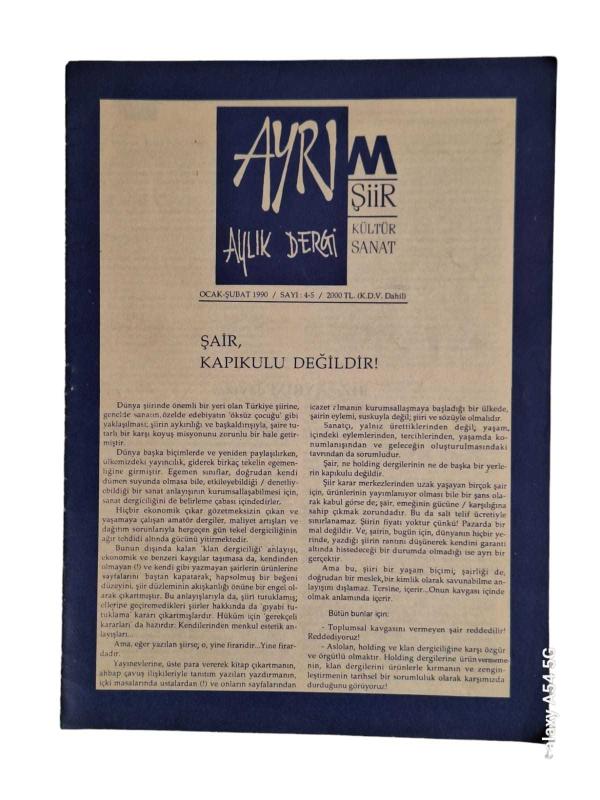 AYRIM
ŞiiR
KÜLTÜR
SANAT
AYLIK DERGİ
OCAK-ŞUBAT 1990 / SAYI : 4-5 / 2000 TL. (K.D.V. Dahil)
ŞAİR,
KAPIKULU DEĞİLDİR!
Dünya şiirinde önemli bir yeri olan Türkiye şiirine,
genelde sanatın, özelde edebiyatın 'öksüz çocuğu' gibi
yaklaşılması; şiirin aykırılığı ve başkaldırısıyla, şaire tu-
tarlı bir karşı koyuş misyonunu zorunlu bir hale getir-
miştir.
Dünya başka biçimlerde ve yeniden paylaşılırken,
ülkemizdeki yayıncılık, giderek birkaç tekelin egemen-
liğine girmiştir. Egemen sınıflar, doğrudan kendi
dümen suyunda olmasa bile, etkileyebildiği / denetliy-
ebildiği bir sanat anlayışının kurumsallaşabilmesi için,
sanat dergiciliğini de belirleme çabası içindedirler.
Hiçbir ekonomik çıkar gözetmeksizin çıkan ve
yaşamaya çalışan amatör dergiler, maliyet artışları ve
dağıtım sorunlarıyla hergeçen gün tekel dergiciliğinin
ağır tehdidi altında gücünü yitirmektedir.
Bunun dışında kalan 'klan dergiciliği' anlayışı,
ekonomik ve benzeri kaygılar taşımasa da, kendinden
olmayan (!) ve kendi gibi yazmayan şairlerin ürünlerine
sayfalarını baştan kapatarak, hapsolmuş bir beğeni
düzeyini, şiir düzleminin akışkanlığı önüne bir engel ol-
arak çıkartmıştır. Bu anlayışlarıyla da, şiiri tutuklamış;
ellerine geçiremedikleri şiirler hakkında da 'gıyabi tu-
tuklama' kararı çıkartmışlardır. Hüküm için 'gerekçeli
kararları' da hazırdır. Kendilerinden menkul estetik an-
layışları...
Ama, eğer yazılan şiirse; o, yine firaridir...Yine firar-
dadır.
Yayınevlerine, üste para vererek kitap çıkartmanın,
ahbap çavuş ilişkileriyle tanıtım yazıları yazdırmanın,
içki masalarında ustalardan (!) ve onların sayfalarından
icazet almanın kurumsallaşmaya başladığı bir ülkede,
şairin eylemi, suskuyla değil; şiiri ve sözüyle olmalıdır.
Sanatçı, yalnız ürettiklerinden değil; yaşam,
içindeki eylemlerinden, tercihlerinden, yaşamda ko-
numlanışından ve geleceğin oluşturulmasındaki
tavrından da sorumludur.
Şair, ne holding dergilerinin ne de başka bir yerle-
rin kapıkulu değildir.
Şiir karar merkezlerinden uzak yaşayan birçok şair
için, ürünlerinin yayımlanıyor olması bile bir şans ola-
rak kabul görse de; şair, emeğinin gücüne / karşılığına
sahip çıkmak zorundadır. Bu da salt telif ücretiyle
sınırlanamaz. Şiirin fiyatı yoktur çünkü! Pazarda bir
mal değildir. Ve, şairin, bugün için, dünyanın hiçbir ye-
rinde, yazdığı şiirin rantını düşünerek kendini garanti
altında hissedeceği bir durumda olmadığı ise ayrı bir
gerçektir.
Ama bu, şiiri bir yaşam biçimi, şairliği de,
doğrudan bir meslek,bir kimlik olarak savunabilme an-
layışını dışlamaz. Tersine, içerir...Onun kavgası içinde
olmak anlamında içerir.
Bütün bunlar için:
- Toplumsal kavgasını vermeyen şair reddedilir!
Reddediyoruz!
- Aslolan, holding ve klan dergiciliğine karşı özgür
ve örgütlü olmaktır. Holding dergilerine ürün vermeme
nin, klan dergilerini ürünlerle kırmanın ve zengin-
leştirmenin tarihsel bir sorumluluk olarak karşımızda
durduğunu görüyoruz!